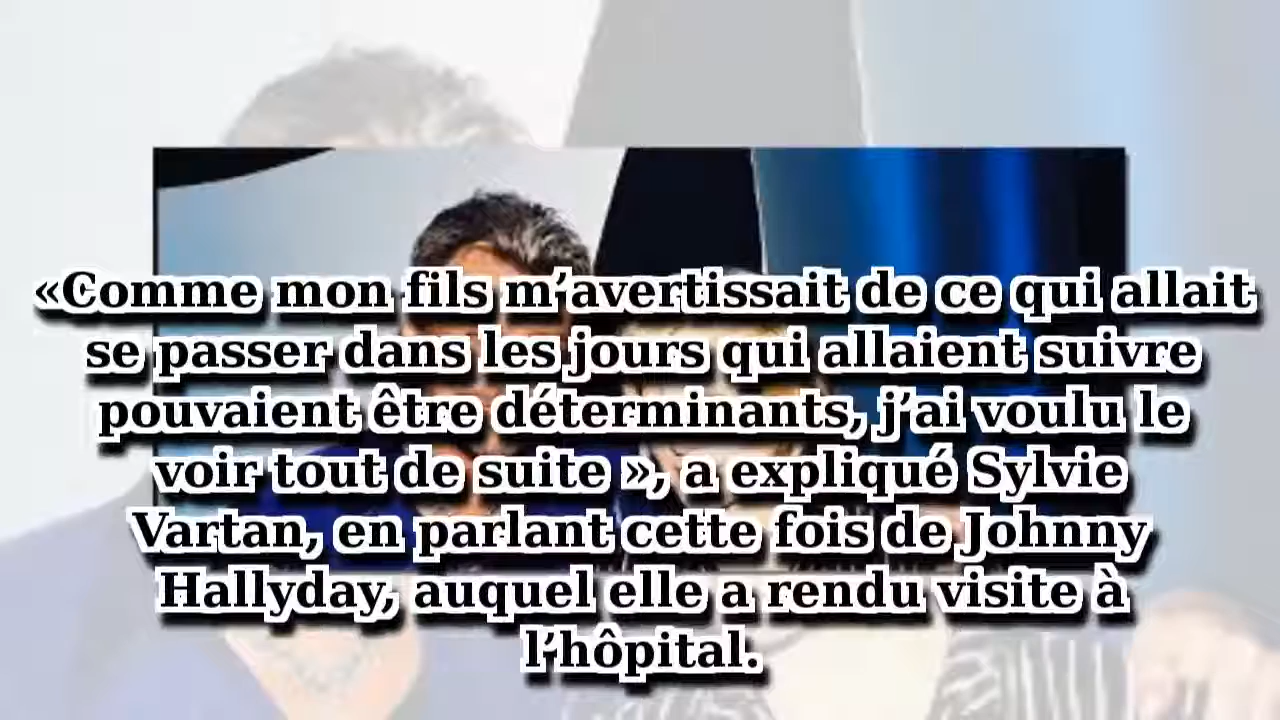 «Comme mon fils m’avertissait de ce qui allait
se passer dans les jours qui allaient suivre
pouvaient être déterminants, j’ai voulu le
voir tout de suite », a expliqué Sylvie
Vartan, en parlant cette fois de Johnny
Hallyday, auquel elle a rendu visite à
l’hôpital.